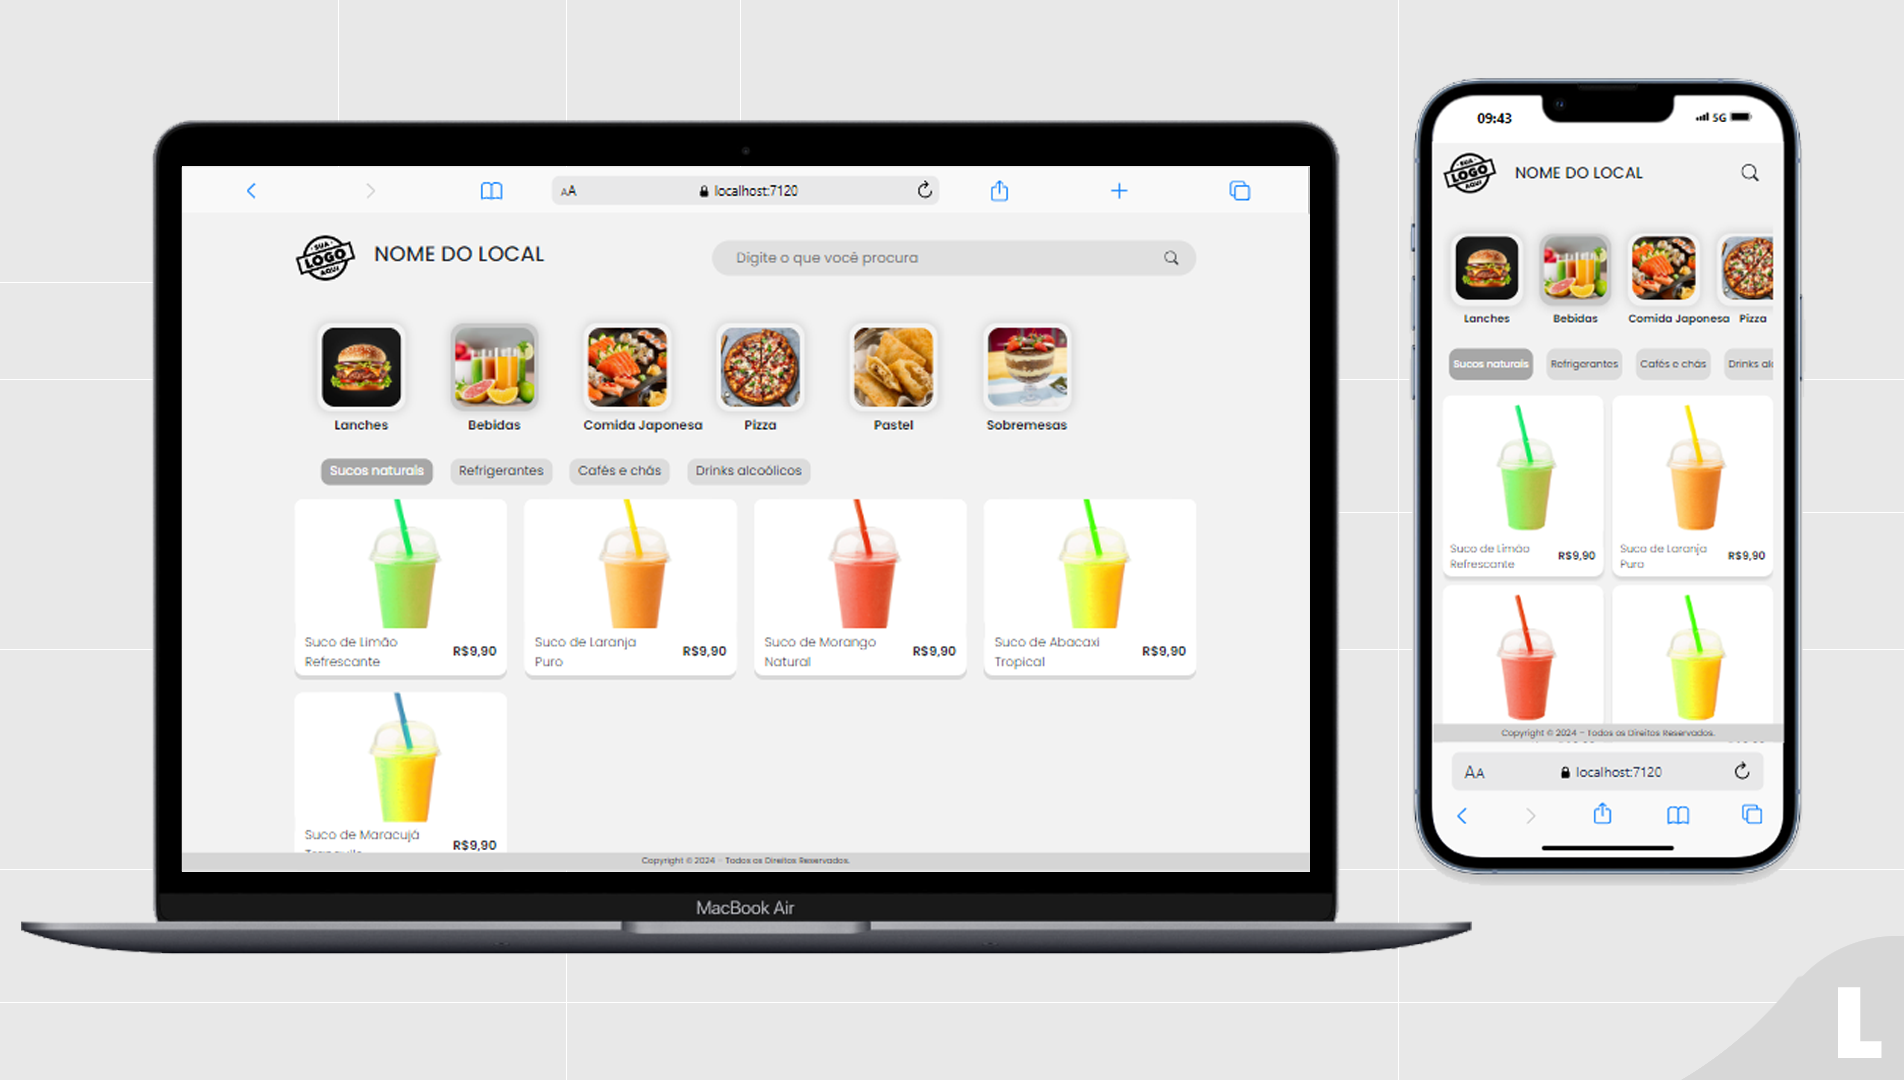 AA
localhost:7120
SUA
LOGO
AQUI
NOME DO LOCAL
Digite o que você procura
Lanches
Bebidas
Comida Japonesa
Pizza
Pastel
Sobremesas
Sucos naturais
Refrigerantes
Cafés e chás
Drinks alcoólicos
Suco de Limão
Refrescante
R$9,90
Suco de Laranja
Puro
R$9,90
Suco de Morango
Natural
R$9,90
Suco de Abacaxi
Tropical
R$9,90
Suco de Maracujá
R$9,90
Copyright © 2024 - Todos os Direitos Reservados.
MacBook Air
09:43
5G
SUA
LOGO
AQUI
NOME DO LOCAL
Lanches
Bebidas
Comida Japonesa
Pizza
Sucos naturais
Refrigerantes
Cafés e chás
Drinks alc
Suco de Limão
Refrescante
R$9,90
Suco de Laranja
Puro
R$9,90
Copyright © 2024 - Todos os Direitos Reservados.
AA
localhost:7120
L